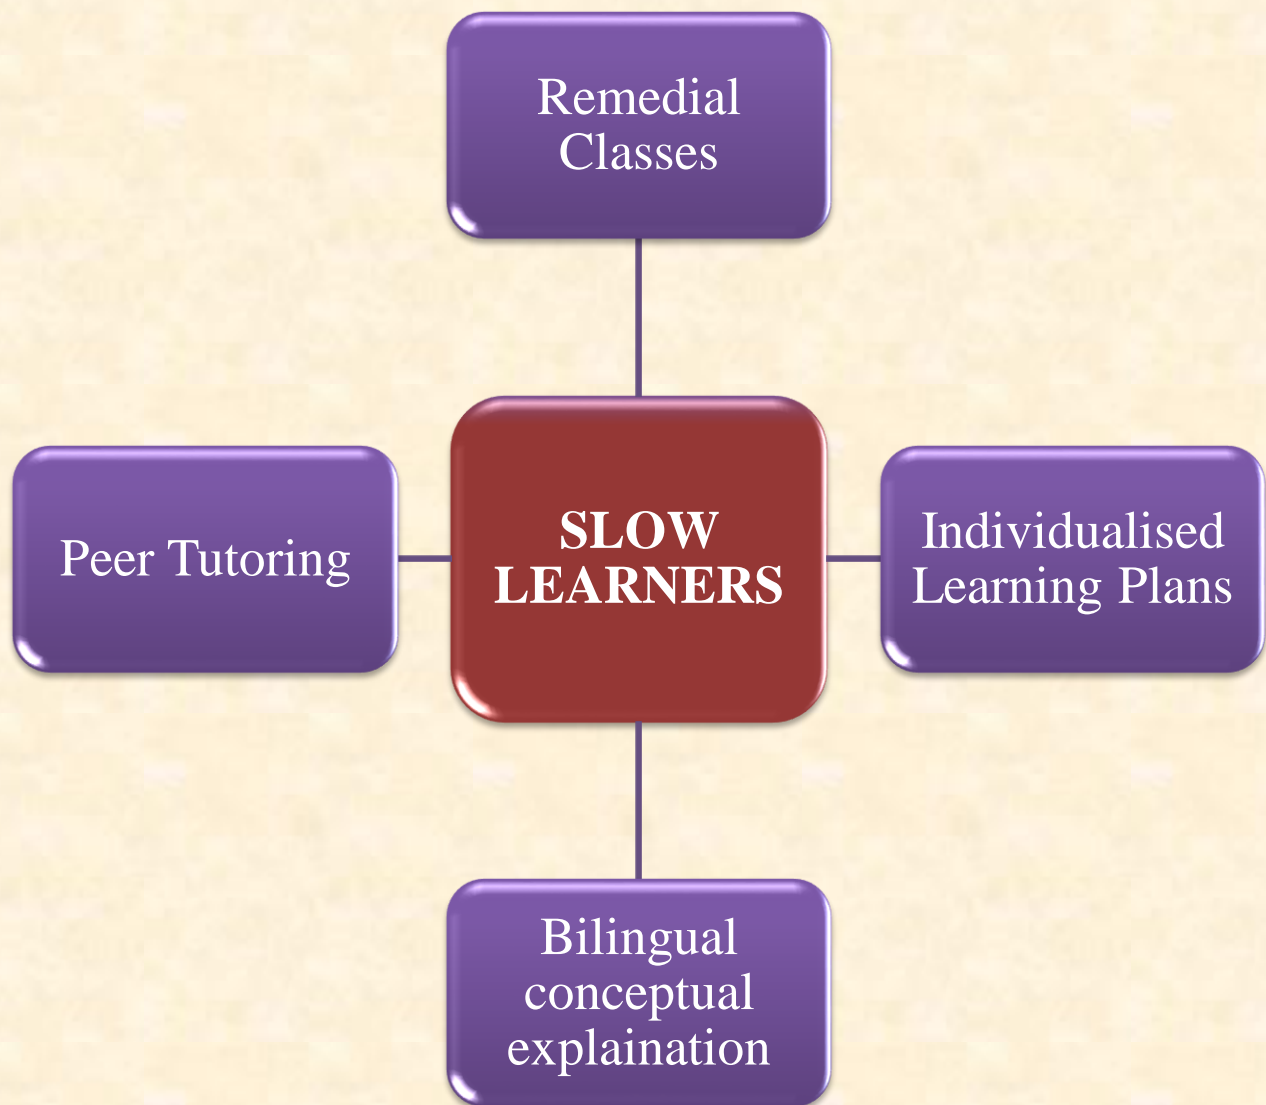 Remedial
Classes
Peer Tutoring
SLOW
LEARNERS
Individualised
Learning Plans
Bilingual
conceptual
explaination